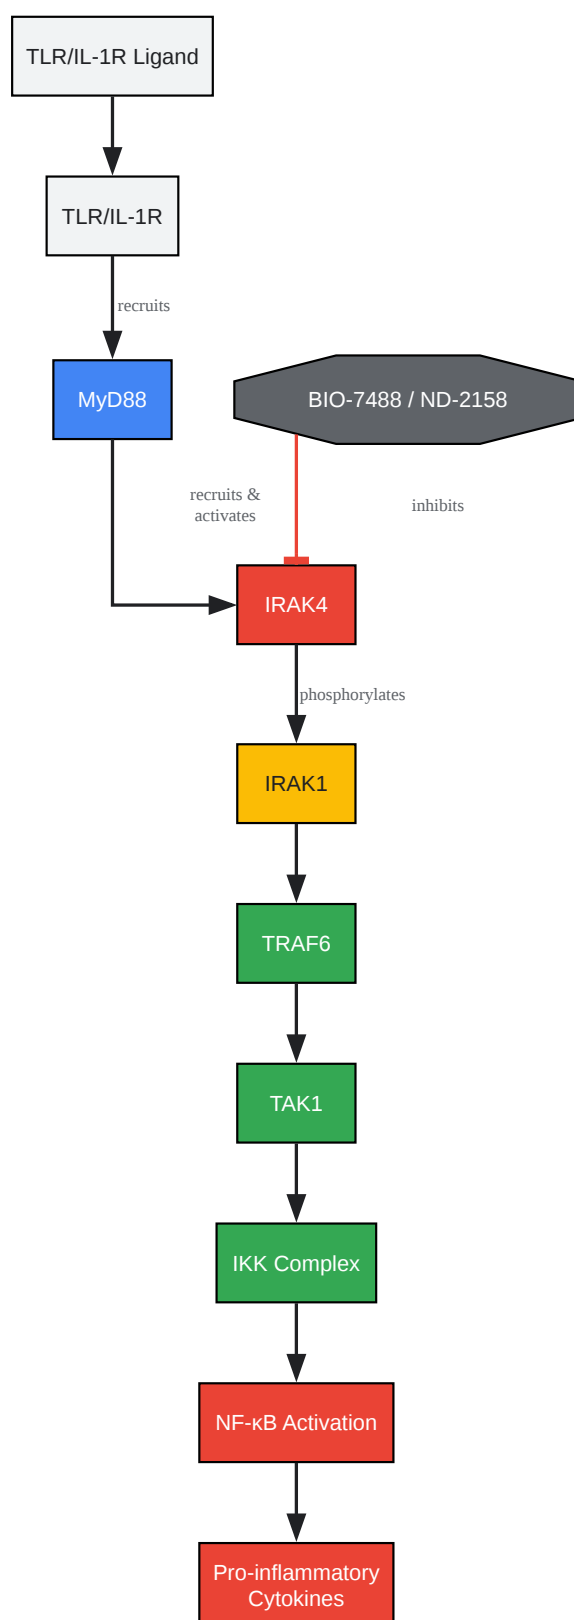 TLR/IL-1R Ligand
TLR/IL-1R
recruits
MyD88
BIO-7488 / ND-2158
recruits &
activates
inhibits
IRAK4
phosphorylates
IRAK1
TRAF6
TAK1
IKK Complex
NF-κB Activation
Pro-inflammatory
Cytokines